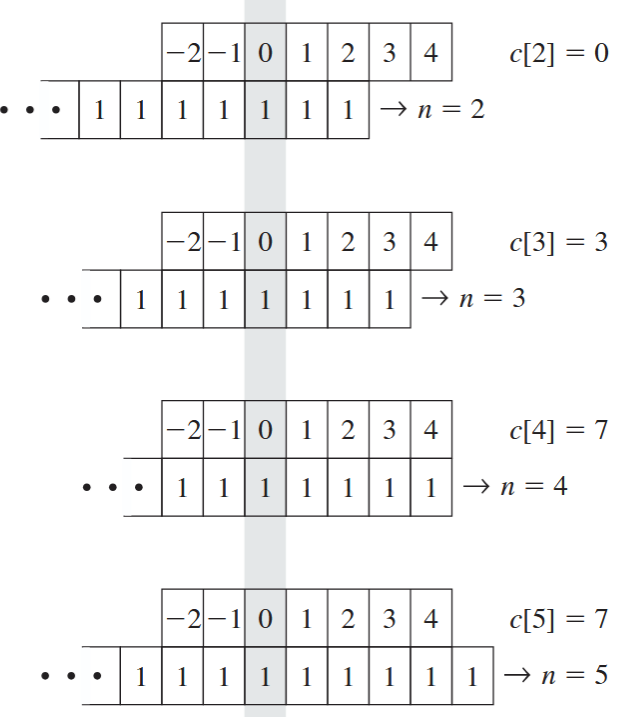 −2 −1 0 1 2 3 4 c[2] = 0
• • • 1 1 1 1 1 1 1 → n = 2
−2 −1 0 1 2 3 4 c[3] = 3
• • • 1 1 1 1 1 1 1 → n = 3
−2 −1 0 1 2 3 4 c[4] = 7
• • • 1 1 1 1 1 1 1 → n = 4
−2 −1 0 1 2 3 4 c[5] = 7
• • • 1 1 1 1 1 1 1 1 1 → n = 5